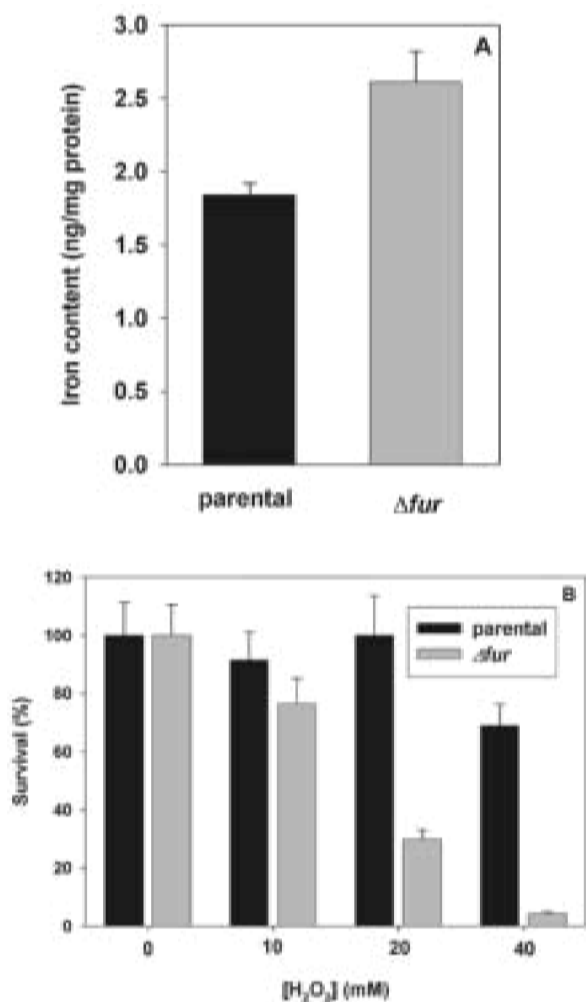 A
Iron content (ng/mg protein)
3.0
2.5
2.0
1.5
1.0
0.5
0.0
parental
Δfur
B
Survival (%)
120
100
80
60
40
20
0
parental
Δfur
0
10
20
40
[H₂O₂] (mM)